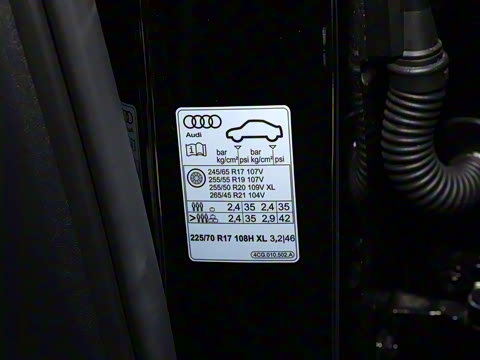 Audi
bar bar
kg/cm² psi kg/cm² psi
245/65 R17 107V
255/55 R19 107V
255/50 R20 109V XL
265/45 R21 104V
2,4 35 2,4 35
> 2,4 35 2,9 42
225/70 R17 108H XL 3,2 46
4CG.010.502.A